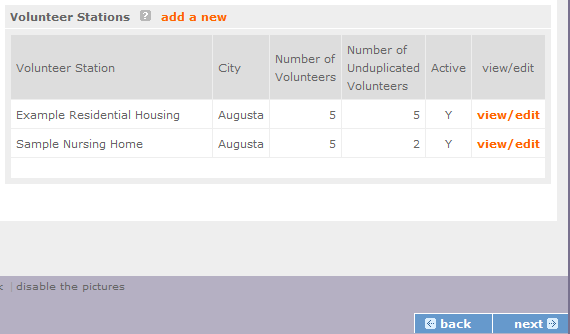 Volunteer Stations ? add a new
Volunteer Station City Number of Volunteers Number of Unduplicated Volunteers Active view/edit
Example Residential Housing Augusta 5 5 Y view/edit
Sample Nursing Home Augusta 5 2 Y view/edit
| disable the pictures
back next